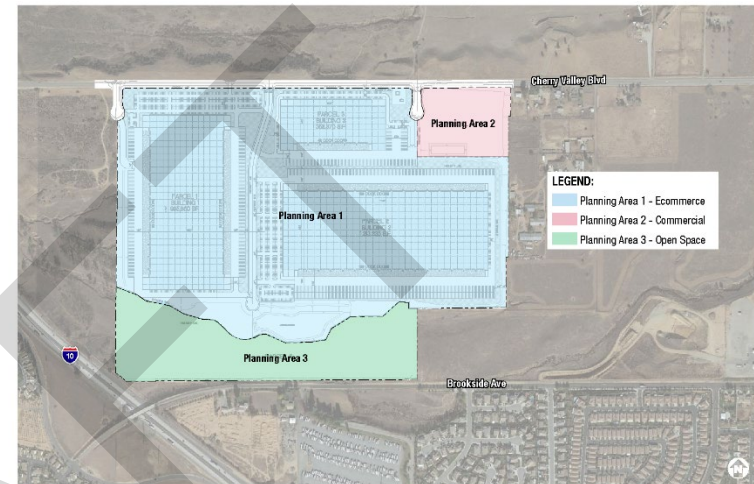 Cherry Valley Blvd
Planning Area 2
Planning Area 1
LEGEND:
Planning Area 1 - Ecommerce
Planning Area 2 - Commercial
Planning Area 3 - Open Space
10
Planning Area 3
Brookside Ave
N